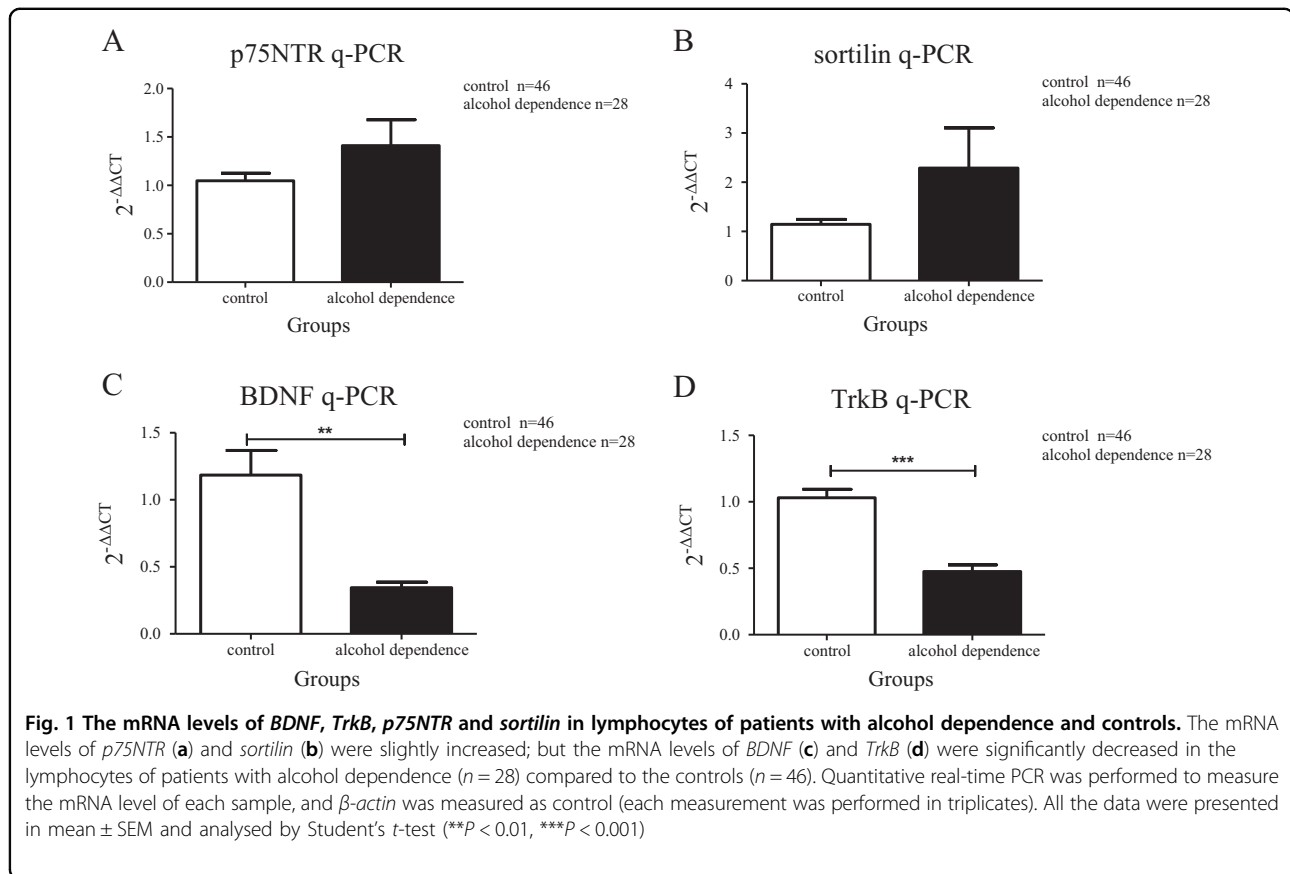 A
p75NTR q-PCR
control n=46
alcohol dependence n=28
2.0
1.5
1.0
0.5
0.0
2^-ΔΔCT
control alcohol dependence
Groups
B
sortilin q-PCR
control n=46
alcohol dependence n=28
4
3
2
1
0
2^-ΔΔCT
control alcohol dependence
Groups
C
BDNF q-PCR
control n=46
alcohol dependence n=28
1.5
1.0
0.5
0.0
**
2^-ΔΔCT
control alcohol dependence
Groups
D
TrkB q-PCR
control n=46
alcohol dependence n=28
1.5
1.0
0.5
0.0
***
2^-ΔΔCT
control alcohol dependence
Groups
Fig. 1 The mRNA levels of BDNF, TrkB, p75NTR and sortilin in lymphocytes of patients with alcohol dependence and controls. The mRNA
levels of p75NTR (a) and sortilin (b) were slightly increased; but the mRNA levels of BDNF (c) and TrkB (d) were significantly decreased in the
lymphocytes of patients with alcohol dependence (n = 28) compared to the controls (n = 46). Quantitative real-time PCR was performed to measure
the mRNA level of each sample, and β-actin was measured as control (each measurement was performed in triplicates). All the data were presented
in mean ± SEM and analysed by Student's t-test (**P < 0.01, ***P < 0.001)